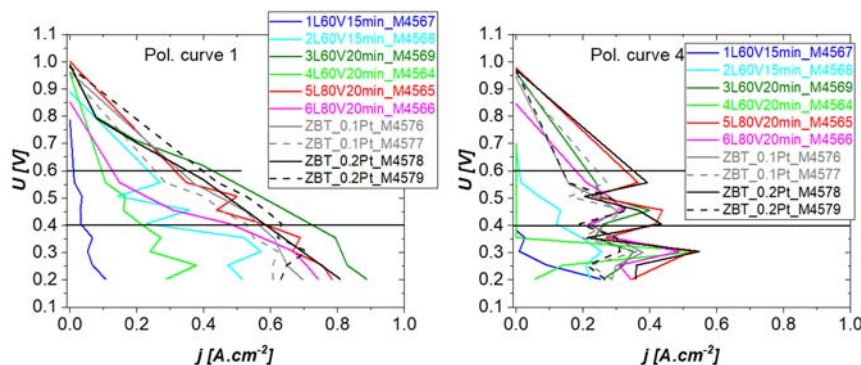 Pol. curve 1
1L60V15min_M4567
2L60V15min_M4568
3L60V20min_M4569
4L60V20min_M4564
5L80V20min_M4565
6L80V20min_M4566
ZBT_0.1Pt_M4576
ZBT_0.1Pt_M4577
ZBT_0.2Pt_M4578
ZBT_0.2Pt_M4579
U [V]
1.1
1.0
0.9
0.8
0.7
0.6
0.5
0.4
0.3
0.2
0.1
0.0
0.2
0.4
0.6
0.8
1.0
j [A.cm-2]
Pol. curve 4
1L60V15min_M4567
2L60V15min_M4568
3L60V20min_M4569
4L60V20min_M4564
5L80V20min_M4565
6L80V20min_M4566
ZBT_0.1Pt_M4576
ZBT_0.1Pt_M4577
ZBT_0.2Pt_M4578
ZBT_0.2Pt_M4579
U [V]
1.1
1.0
0.9
0.8
0.7
0.6
0.5
0.4
0.3
0.2
0.1
0.0
0.2
0.4
0.6
0.8
1.0
j [A.cm-2]